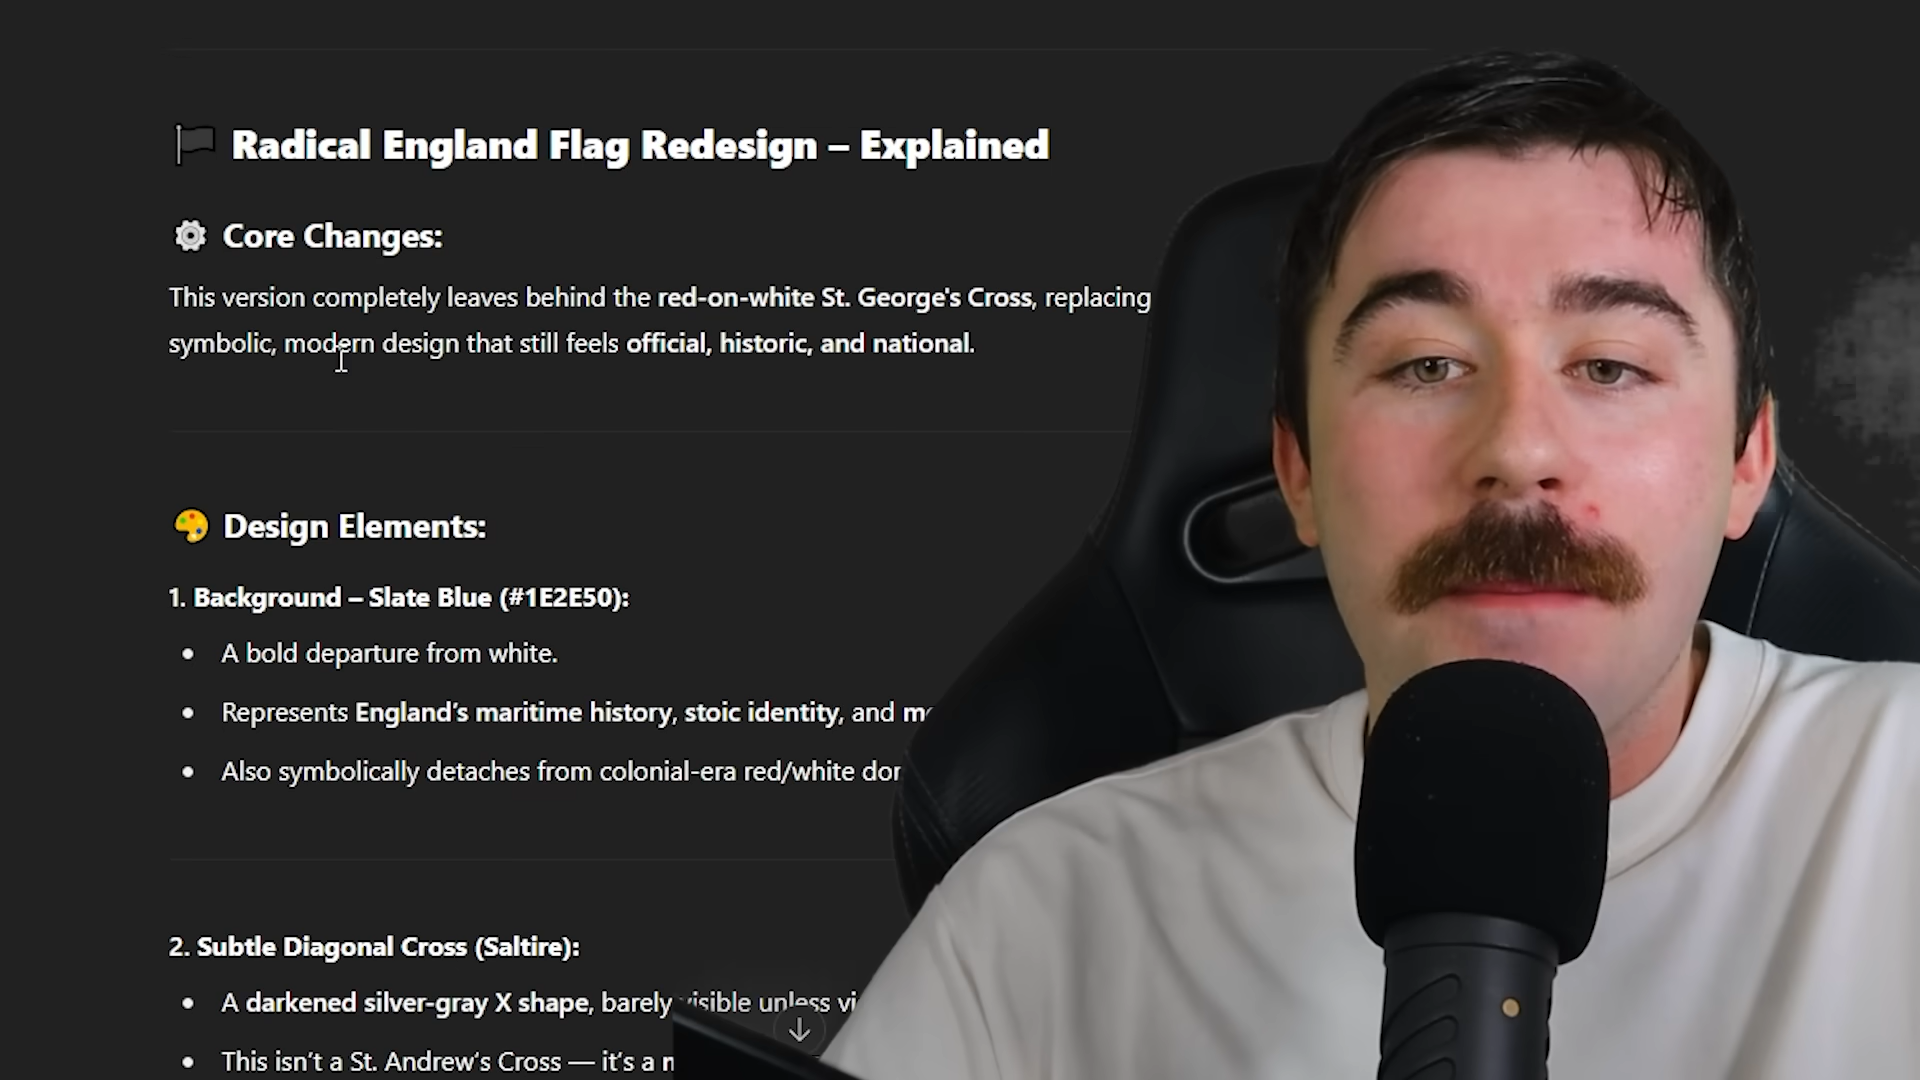 Radical England Flag Redesign – Explained
Core Changes:
This version completely leaves behind the red-on-white St. George's Cross, replacing
symbolic, modern design that still feels official, historic, and national.
Design Elements:
1. Background – Slate Blue (#1E2E50):
• A bold departure from white.
• Represents England’s maritime history, stoic identity, and
• Also symbolically detaches from colonial-era red/white
2. Subtle Diagonal Cross (Saltire):
• A darkened silver-gray X shape, barely visible unless
• This isn’t a St. Andrew’s Cross — it’s a